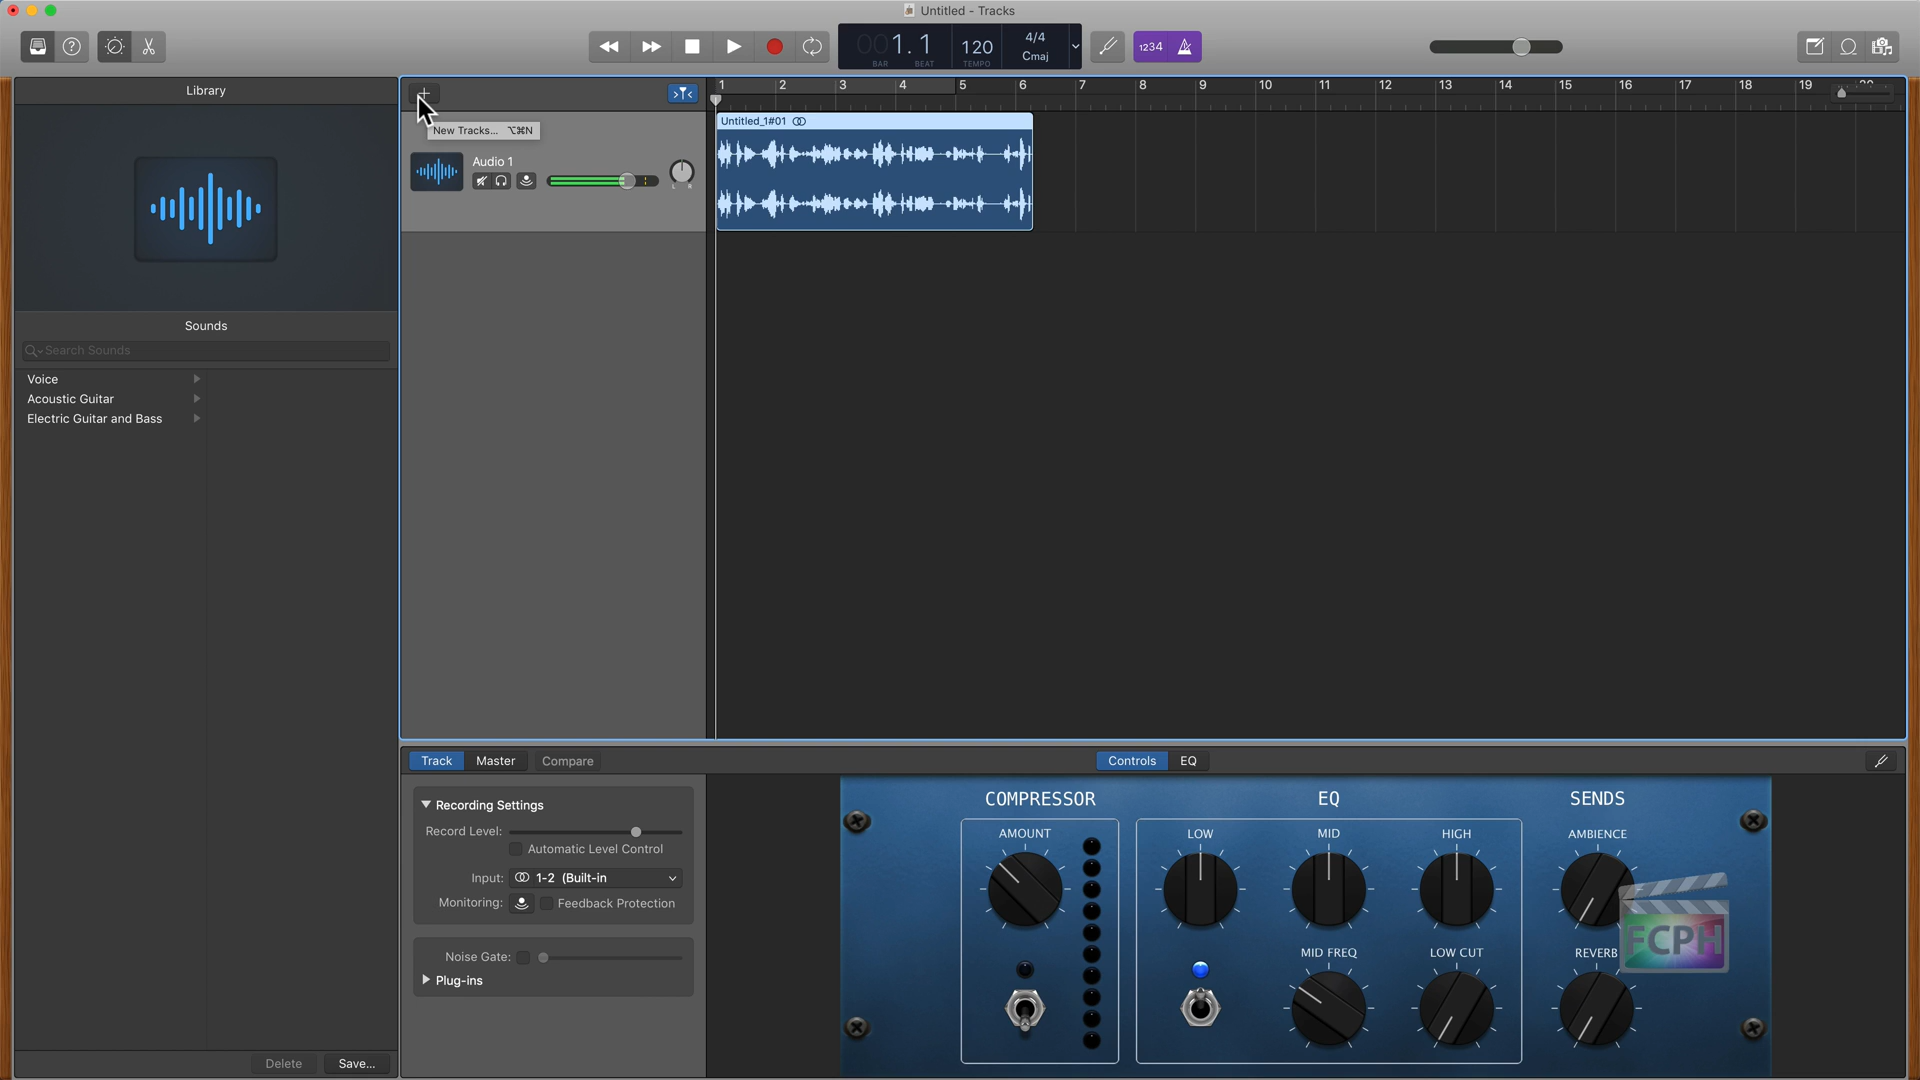 Untitled - Tracks
001. 1
BAR BEAT
120
TEMPO
4/4
Cmaj
1234
Library
New Tracks... ⌥⌘N
1 2 3 4 5 6 7 8 9 10 11 12 13 14 15 16 17 18 19
Untitled_1#01
Audio 1
L R
Sounds
Search Sounds
Voice
Acoustic Guitar
Electric Guitar and Bass
Track Master Compare
Controls EQ
Recording Settings
Record Level:
Automatic Level Control
Input: 1-2 (Built-in
Monitoring: Feedback Protection
Noise Gate:
Plug-ins
COMPRESSOR EQ SENDS
AMOUNT LOW MID HIGH AMBIENCE
MID FREQ LOW CUT REVERB
FCPH
Delete Save...